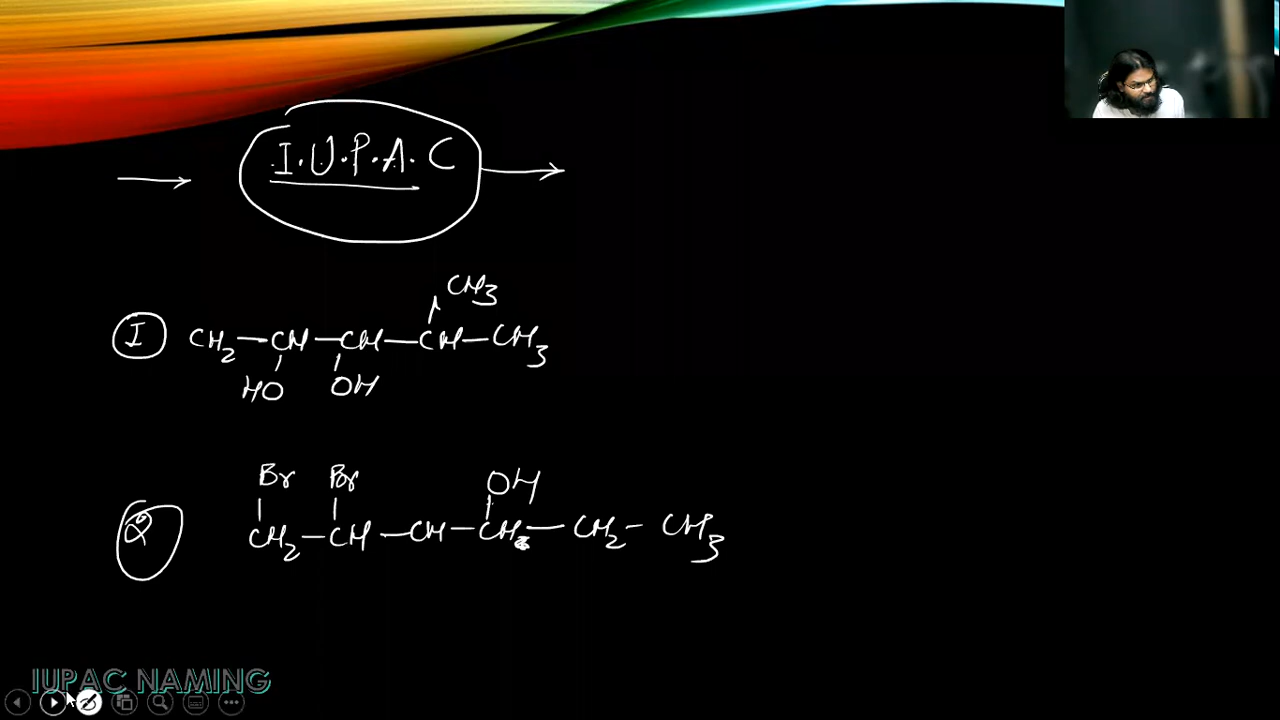 I.U.P.A.C
CH3
I CH2-CH-CH-CH-CH3
HO OH
Br Br OH
Q CH2-CH-CH-CH-CH2-CH3
IUPAC NAMING